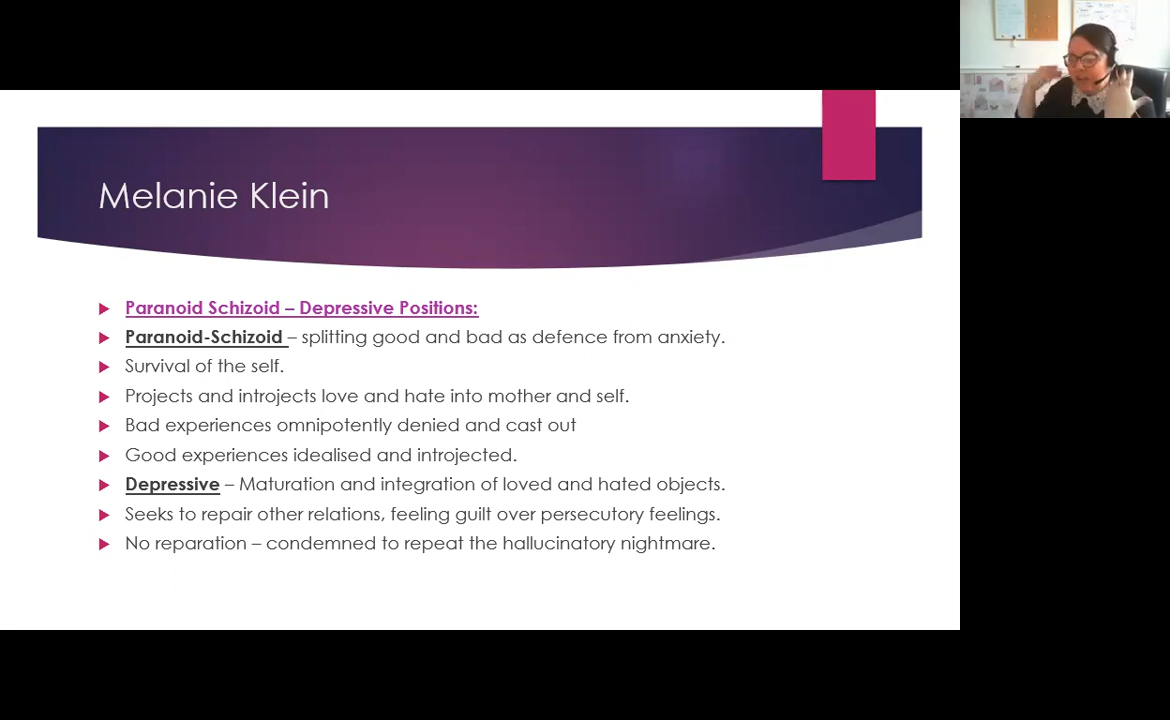 Melanie Klein
Paranoid Schizoid – Depressive Positions:
Paranoid-Schizoid – splitting good and bad as defence from anxiety.
Survival of the self.
Projects and introjects love and hate into mother and self.
Bad experiences omnipotently denied and cast out
Good experiences idealised and introjected.
Depressive – Maturation and integration of loved and hated objects.
Seeks to repair other relations, feeling guilt over persecutory feelings.
No reparation – condemned to repeat the hallucinatory nightmare.